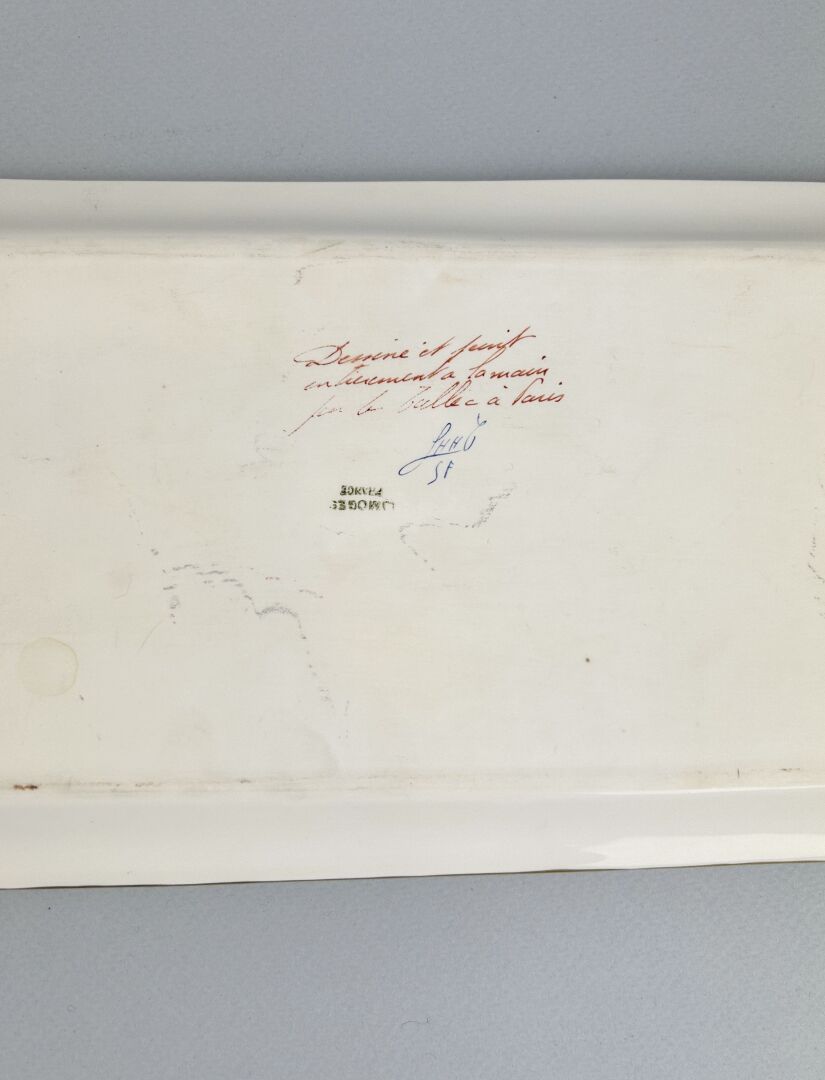 Dessiné et peint
entièrement a la main
par Le Tallec à Paris
LIMOGES
FRANCE